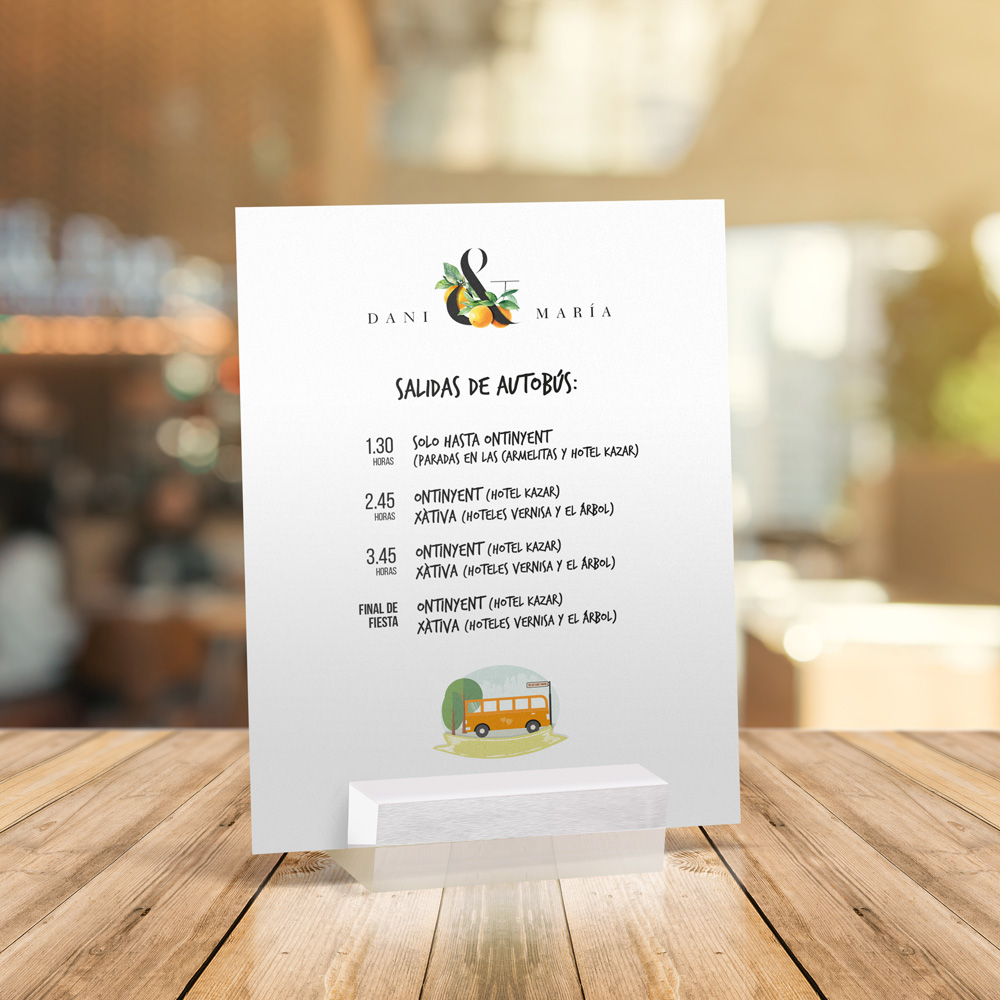 DANI & MARÍA
SALIDAS DE AUTOBÚS:
1.30 HORAS SOLO HASTA ONTINYENT
(PARADAS EN LAS CARMELITAS Y HOTEL KAZAR)
2.45 HORAS ONTINYENT (HOTEL KAZAR)
XÀTIVA (HOTELES VERNISA Y EL ÁRBOL)
3.45 HORAS ONTINYENT (HOTEL KAZAR)
XÀTIVA (HOTELES VERNISA Y EL ÁRBOL)
FINAL DE FIESTA ONTINYENT (HOTEL KAZAR)
XÀTIVA (HOTELES VERNISA Y EL ÁRBOL)